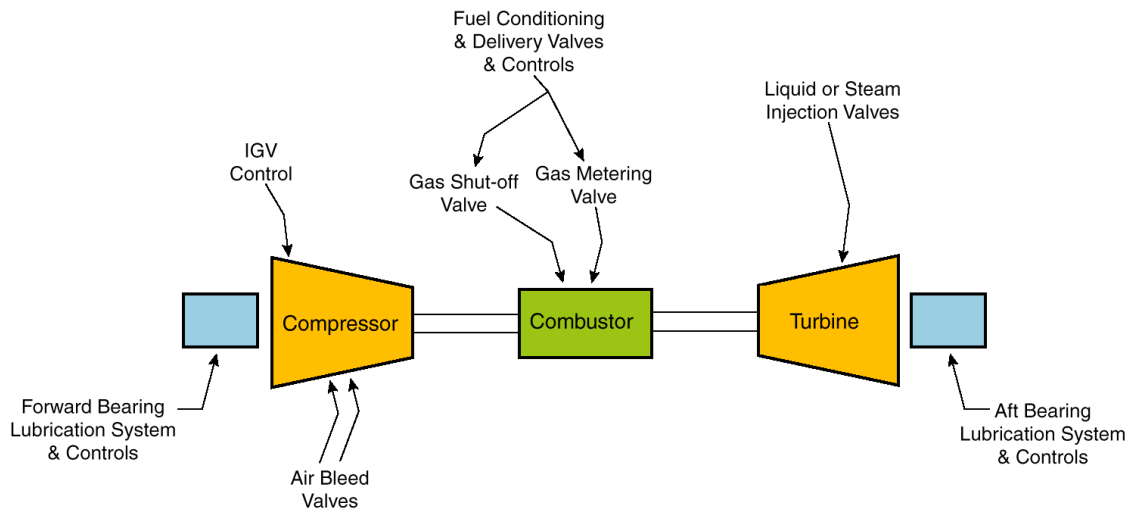 Fuel Conditioning
& Delivery Valves
& Controls
Liquid or Steam
Injection Valves
IGV
Control
Gas Shut-off
Valve
Gas Metering
Valve
Compressor
Combustor
Turbine
Forward Bearing
Lubrication System
& Controls
Air Bleed
Valves
Aft Bearing
Lubrication System
& Controls